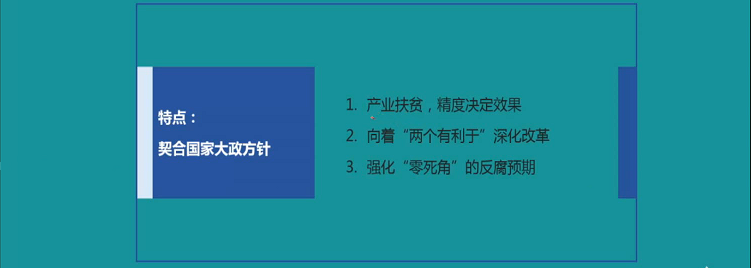 特点：
契合国家大政方针
1. 产业扶贫，精度决定效果
2. 向着“两个有利于”深化改革
3. 强化“零死角”的反腐预期